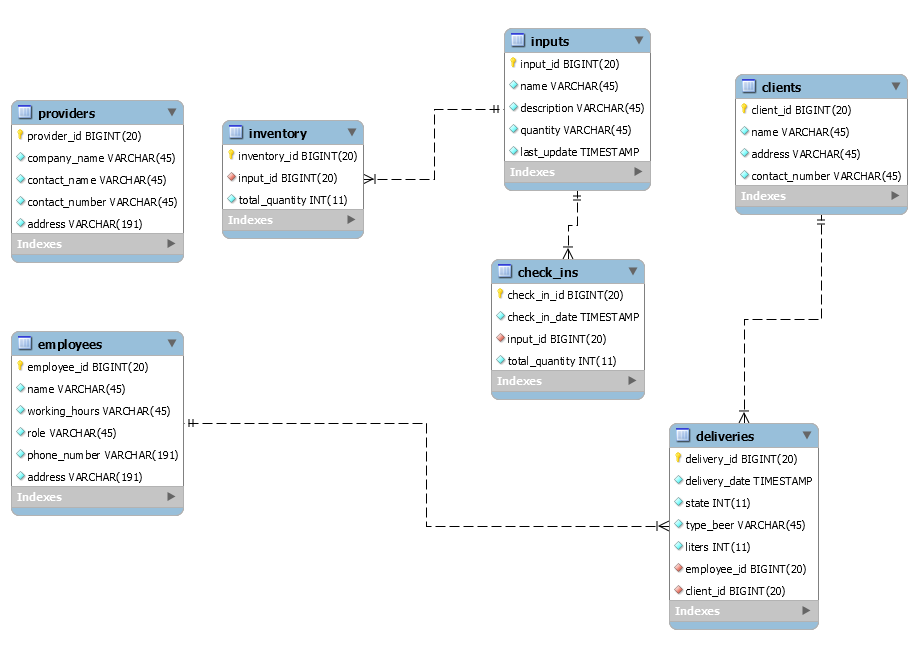 inputs
input_id BIGINT(20)
name VARCHAR(45)
description VARCHAR(45)
quantity VARCHAR(45)
last_update TIMESTAMP
Indexes
clients
client_id BIGINT(20)
name VARCHAR(45)
address VARCHAR(45)
contact_number VARCHAR(45)
Indexes
providers
provider_id BIGINT(20)
company_name VARCHAR(45)
contact_name VARCHAR(45)
contact_number VARCHAR(45)
address VARCHAR(191)
Indexes
inventory
inventory_id BIGINT(20)
input_id BIGINT(20)
total_quantity INT(11)
Indexes
check_ins
check_in_id BIGINT(20)
check_in_date TIMESTAMP
input_id BIGINT(20)
total_quantity INT(11)
Indexes
employees
employee_id BIGINT(20)
name VARCHAR(45)
working_hours VARCHAR(45)
role VARCHAR(45)
phone_number VARCHAR(191)
address VARCHAR(191)
Indexes
deliveries
delivery_id BIGINT(20)
delivery_date TIMESTAMP
state INT(11)
type_beer VARCHAR(45)
liters INT(11)
employee_id BIGINT(20)
client_id BIGINT(20)
Indexes